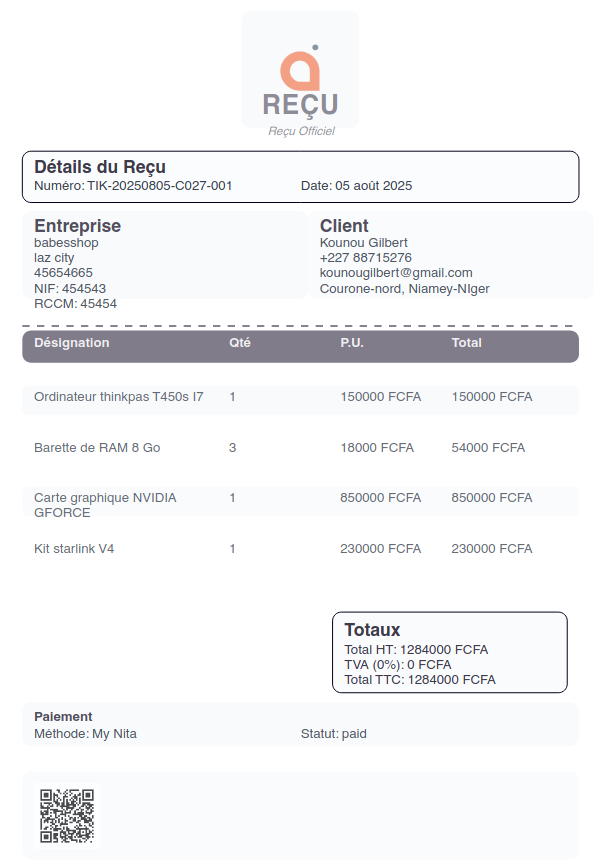 REÇU
Reçu Officiel
Détails du Reçu
Numéro: TIK-20250805-C027-001 Date: 05 août 2025
Entreprise
babesshop
laz city
45654665
NIF: 454543
RCCM: 45454
Client
Kounou Gilbert
+227 88715276
kounougilbert@gmail.com
Courone-nord, Niamey-NIger
Désignation Qté P.U. Total
Ordinateur thinkpas T450s I7 1 150000 FCFA 150000 FCFA
Barette de RAM 8 Go 3 18000 FCFA 54000 FCFA
Carte graphique NVIDIA 1 850000 FCFA 850000 FCFA
GFORCE
Kit starlink V4 1 230000 FCFA 230000 FCFA
Totaux
Total HT: 1284000 FCFA
TVA (0%): 0 FCFA
Total TTC: 1284000 FCFA
Paiement
Méthode: My Nita Statut: paid